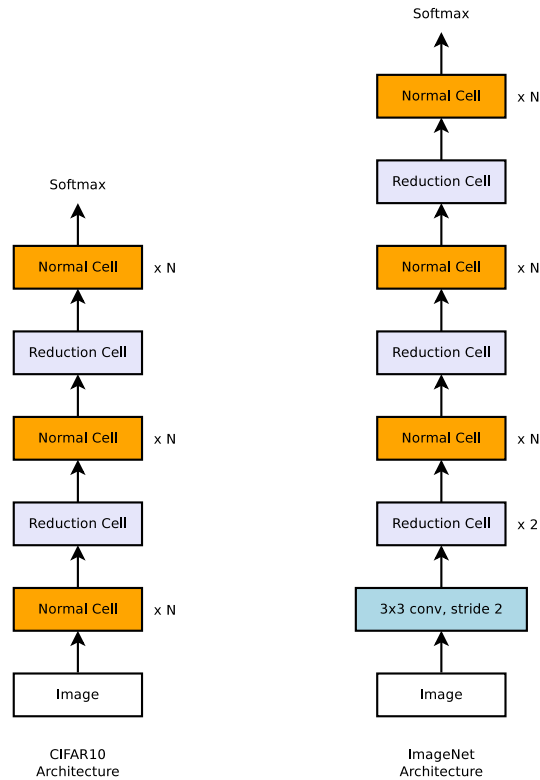 Softmax
Normal Cell x N
Reduction Cell
Normal Cell x N
Reduction Cell
Normal Cell x N
Image
CIFAR10
Architecture
Softmax
Normal Cell x N
Reduction Cell
Normal Cell x N
Reduction Cell
Normal Cell x N
Reduction Cell x 2
3x3 conv, stride 2
Image
ImageNet
Architecture